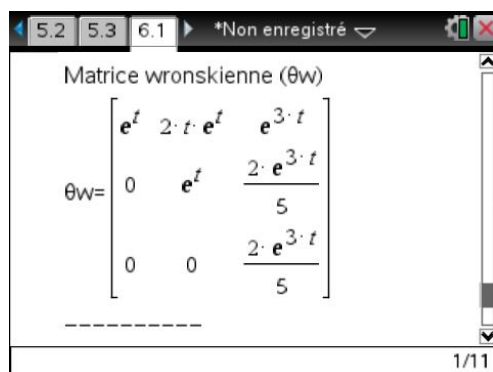 5.2 5.3 6.1 *Non enregistré
Matrice wronskienne (θw)
e^t 2·t·e^t e^(3·t)
θw= 0 e^t 2·e^(3·t)/5
0 0 2·e^(3·t)/5
----------
1/11